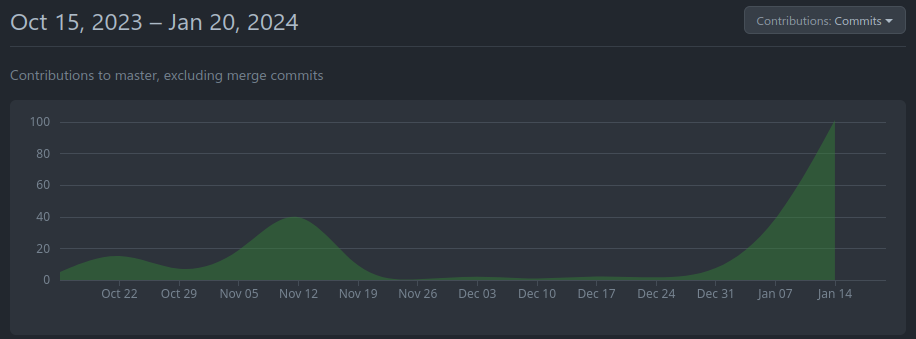 Oct 15, 2023 – Jan 20, 2024
Contributions: Commits
Contributions to master, excluding merge commits
100
80
60
40
20
0
Oct 22 Oct 29 Nov 05 Nov 12 Nov 19 Nov 26 Dec 03 Dec 10 Dec 17 Dec 24 Dec 31 Jan 07 Jan 14